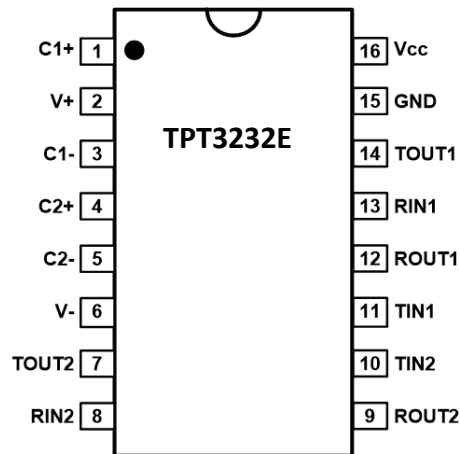 C1+ 1 16 Vcc
V+ 2 15 GND
TPT3232E
C1- 3 14 TOUT1
C2+ 4 13 RIN1
C2- 5 12 ROUT1
V- 6 11 TIN1
TOUT2 7 10 TIN2
RIN2 8 9 ROUT2